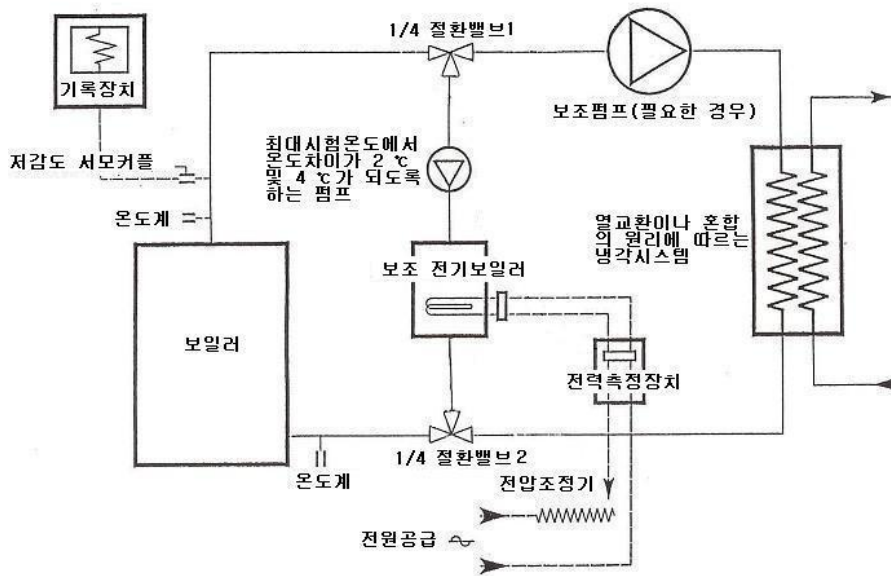 1/4 절환밸브1
기록장치
보조펌프(필요한 경우)
저감도 서모커플
최대시험온도에서
온도차이가 2 ℃
및 4 ℃가 되도록
하는 펌프
온도계
열교환이나 혼합
의 원리에 따르는
냉각시스템
보조 전기보일러
보일러
전력측정장치
1/4 절환밸브2
온도계
전압조정기
전원공급